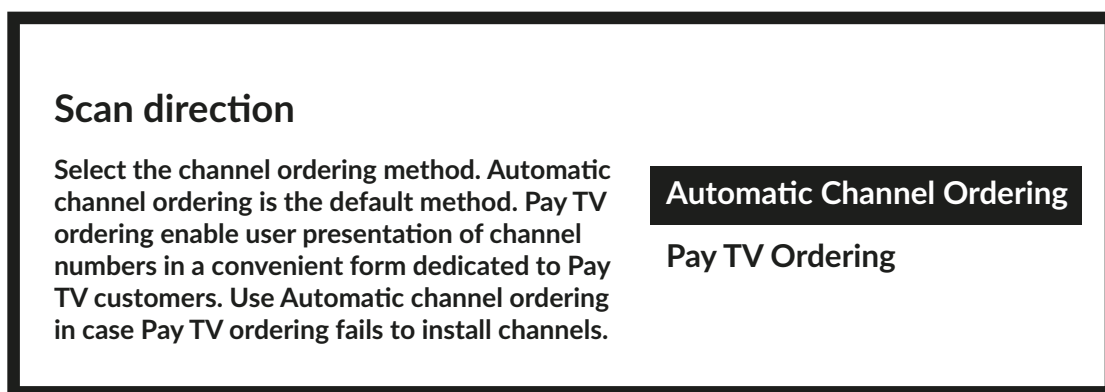 Scan direction
Select the channel ordering method. Automatic
channel ordering is the default method. Pay TV
ordering enable user presentation of channel
numbers in a convenient form dedicated to Pay
TV customers. Use Automatic channel ordering
in case Pay TV ordering fails to install channels.
Automatic Channel Ordering
Pay TV Ordering